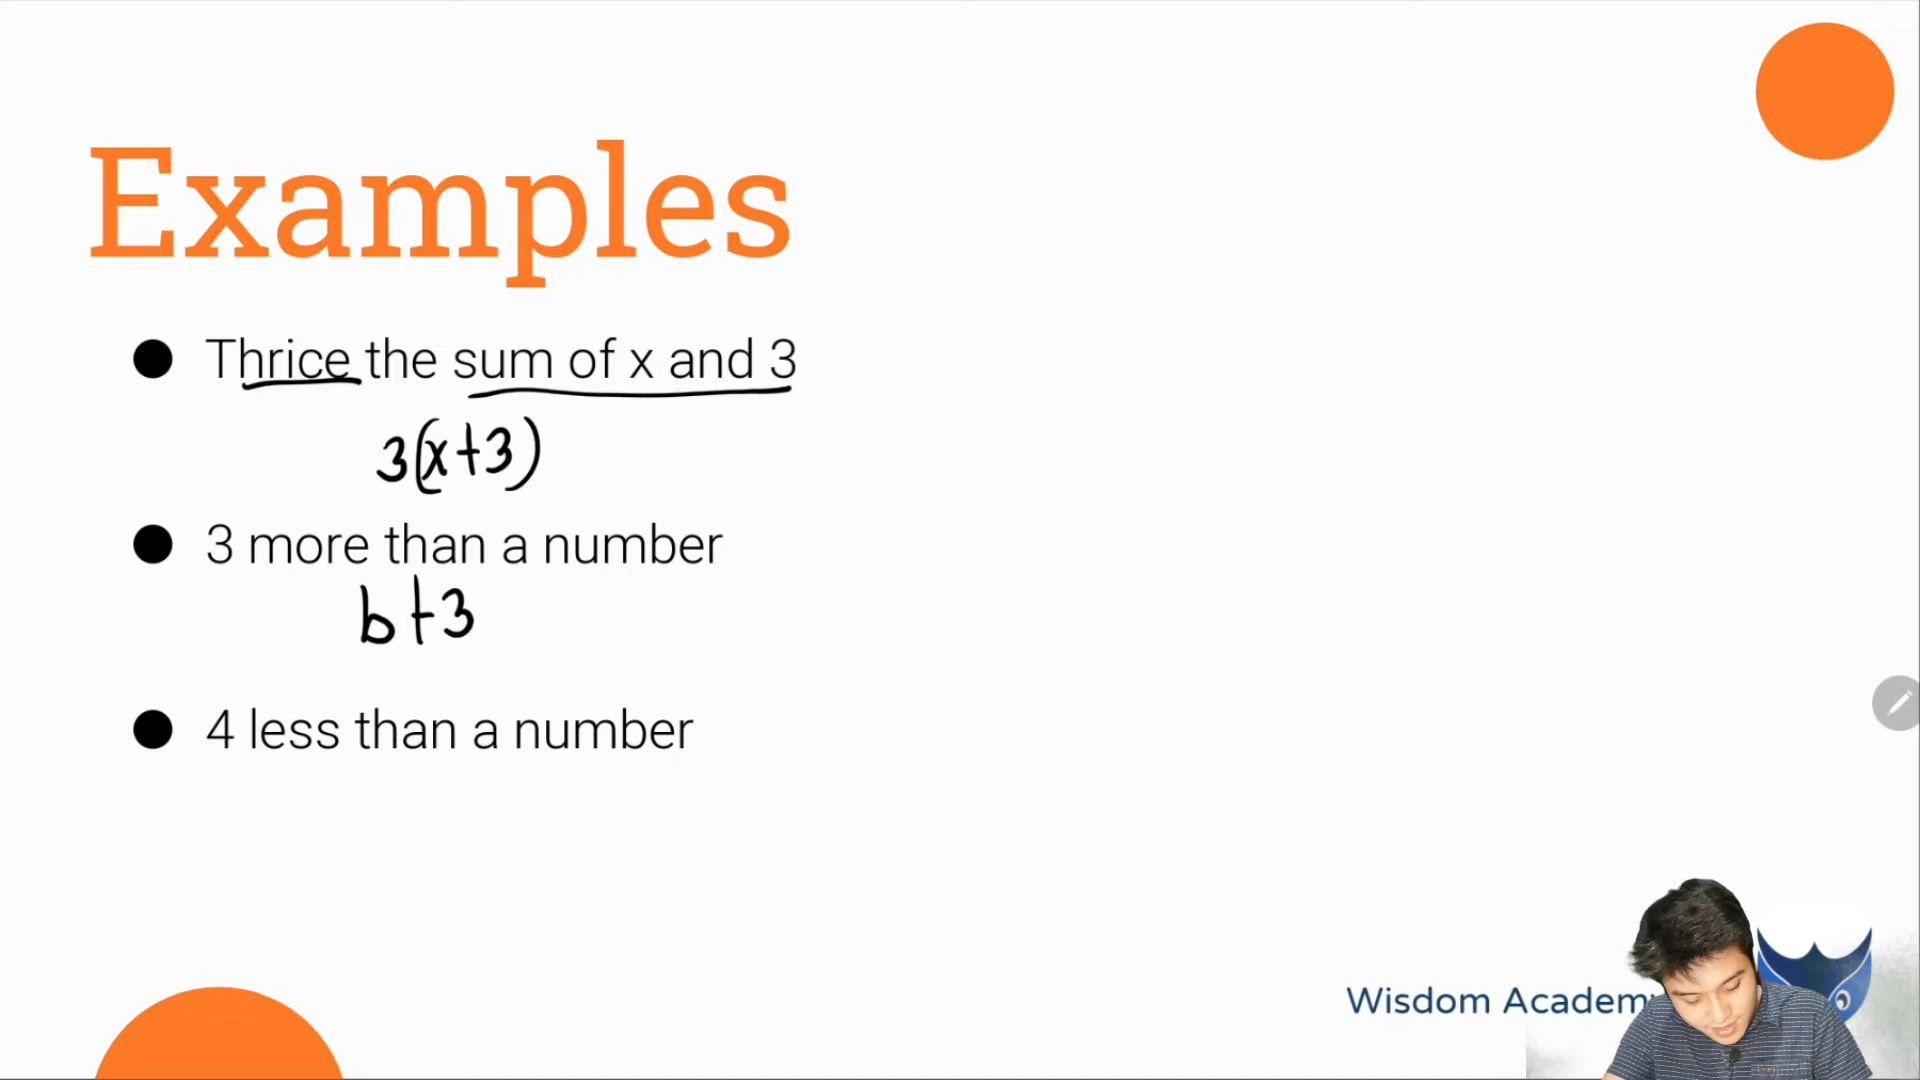 Examples
● Thrice the sum of x and 3
3(x+3)
● 3 more than a number
b+3
● 4 less than a number
Wisdom Academy